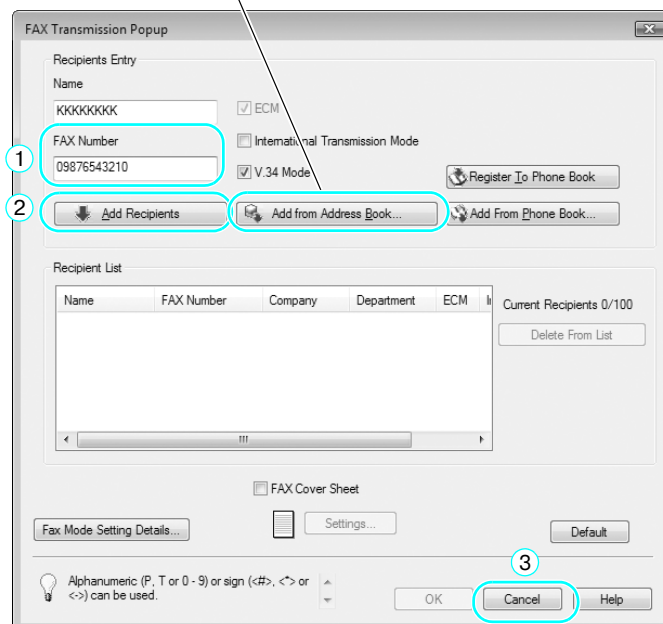 FAX Transmission Popup
Recipients Entry
Name
KKKKKKKK
ECM
FAX Number
International Transmission Mode
1
09876543210
V.34 Mode
Register To Phone Book
2
Add Recipients
Add from Address Book...
Add From Phone Book...
Recipient List
Name FAX Number Company Department ECM
Current Recipients 0/100
Delete From List
FAX Cover Sheet
Fax Mode Setting Details...
Settings...
Default
3
Alphanumeric (P, T or 0 - 9) or sign (<#>, <*> or
<-> ) can be used.
OK
Cancel
Help